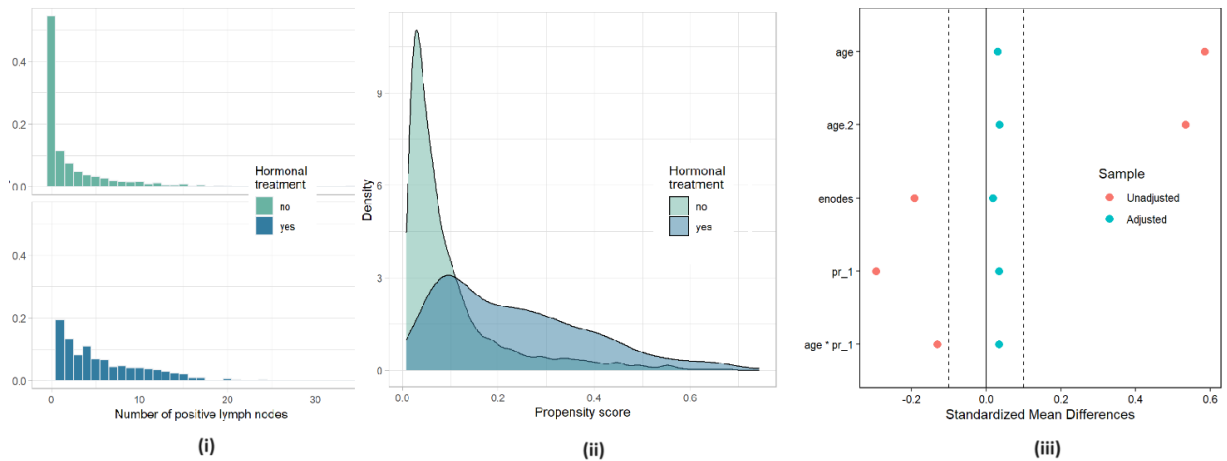 0.4
0.2
0.0
0.4
0.2
0.0
0
10
20
30
Number of positive lymph nodes
Hormonal
treatment
no
yes
(i)
Density
9
6
3
0
0.0
0.2
0.4
0.6
Fropensity score
Hormonal
treatment
no
yes
(ii)
age
age.2
enodes
pr_1
age * pr_1
-0.2
0.0
0.2
0.4
0.6
Standardized Mean Differences
Sample
Unadjusted
Adjusted
(iii)